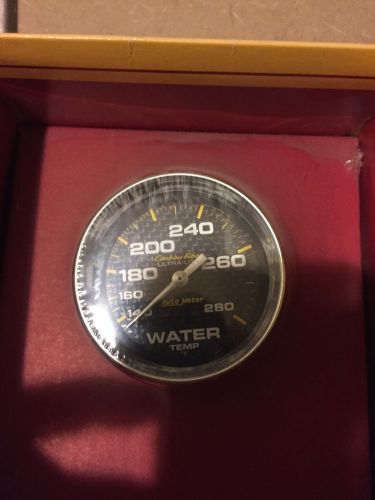 240
200
260
180
Carbon Fiber
ULTRA-LITE
160
Auto Meter
140
280
WATER
TEMP